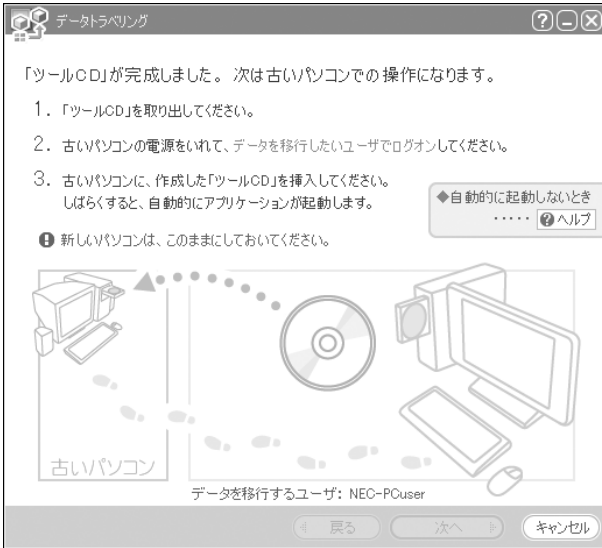 データトラベリング
「ツールCD」が完成しました。次は古いパソコンでの操作になります。
1. 「ツールCD」を取り出してください。
2. 古いパソコンの電源をいれて、データを移行したいユーザでログオンしてください。
3. 古いパソコンに、作成した「ツールCD」を挿入してください。
しばらくすると、自動的にアプリケーションが起動します。
◆自動的に起動しないとき
・・・・・ ?ヘルプ
! 新しいパソコンは、このままにしておいてください。
古いパソコン
データを移行するユーザ: NEC-PCuser
戻る 次へ キャンセル